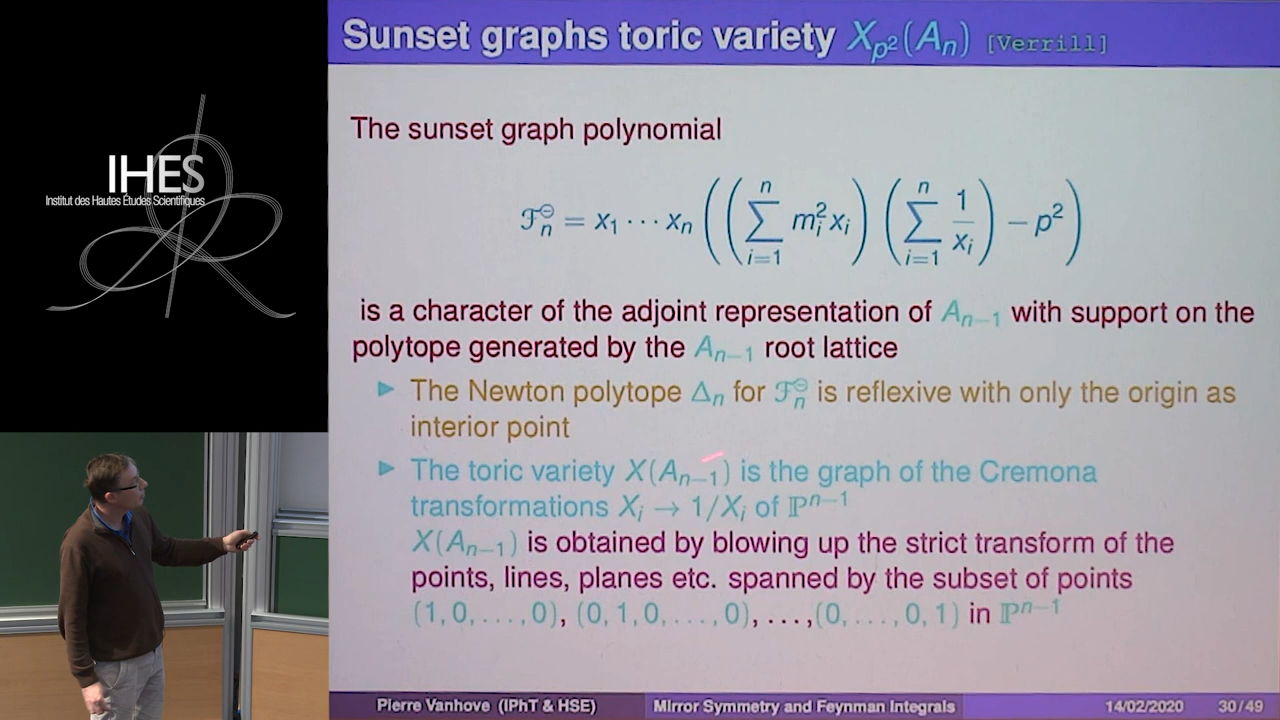 Sunset graphs toric variety X_{p²}(A_n) [Verrill]
The sunset graph polynomial
ℱ_n^⊖ = x₁ ⋯ x_n ( ( ∑_{i=1}^{n} m_i² x_i ) ( ∑_{i=1}^{n} 1/x_i ) − p² )
is a character of the adjoint representation of A_{n−1} with support on the
polytope generated by the A_{n−1} root lattice
▶ The Newton polytope Δ_n for ℱ_n^⊖ is reflexive with only the origin as
interior point
▶ The toric variety X(A_{n−1}) is the graph of the Cremona
transformations X_i → 1/X_i of ℙ^{n−1}
X(A_{n−1}) is obtained by blowing up the strict transform of the
points, lines, planes etc. spanned by the subset of points
(1, 0, . . . , 0), (0, 1, 0, . . . , 0), . . . , (0, . . . , 0, 1) in ℙ^{n−1}
Pierre Vanhove (IPhT & HSE)
Mirror Symmetry and Feynman Integrals
14/02/2020
30/49
IHES
Institut des Hautes Études Scientifiques